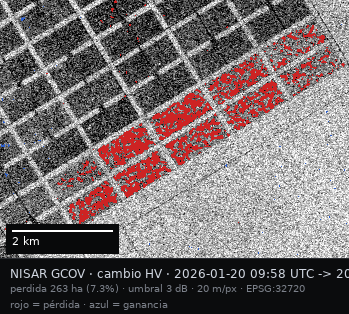 2 km
NISAR GCOV · cambio HV · 2026-01-20 09:58 UTC -> 20
perdida 263 ha (7.3%) · umbral 3 dB · 20 m/px · EPSG:32720
rojo = pérdida · azul = ganancia